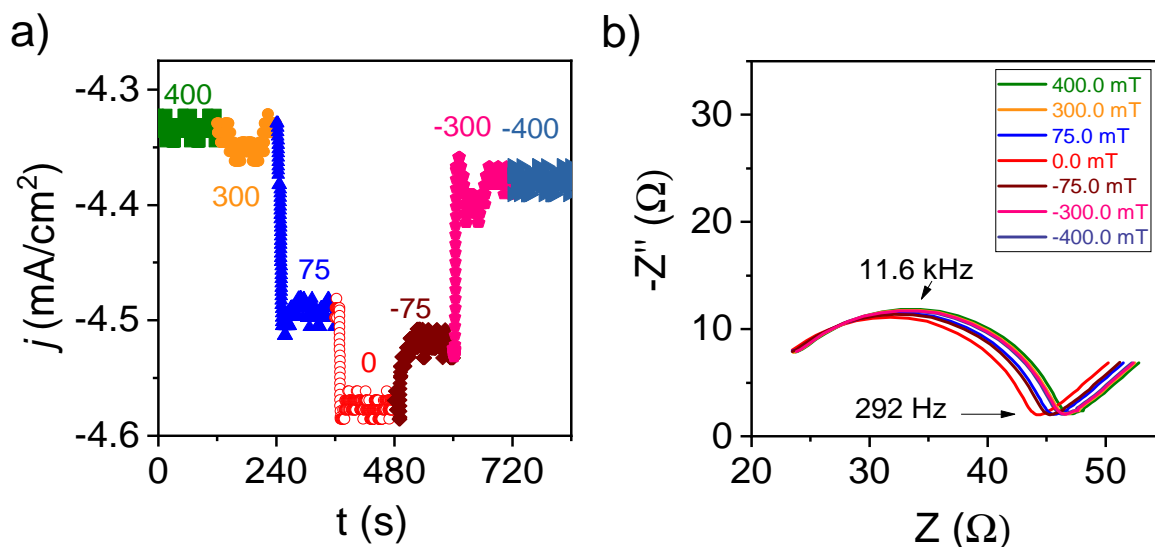 a)
-4.3
-4.4
-4.5
-4.6
j (mA/cm²)
400
300
75
0
-75
-300
-400
0
240
480
720
t (s)
b)
30
20
10
0
-Z'' (Ω)
400.0 mT
300.0 mT
75.0 mT
0.0 mT
-75.0 mT
-300.0 mT
-400.0 mT
11.6 kHz
292 Hz
20
30
40
50
Z (Ω)